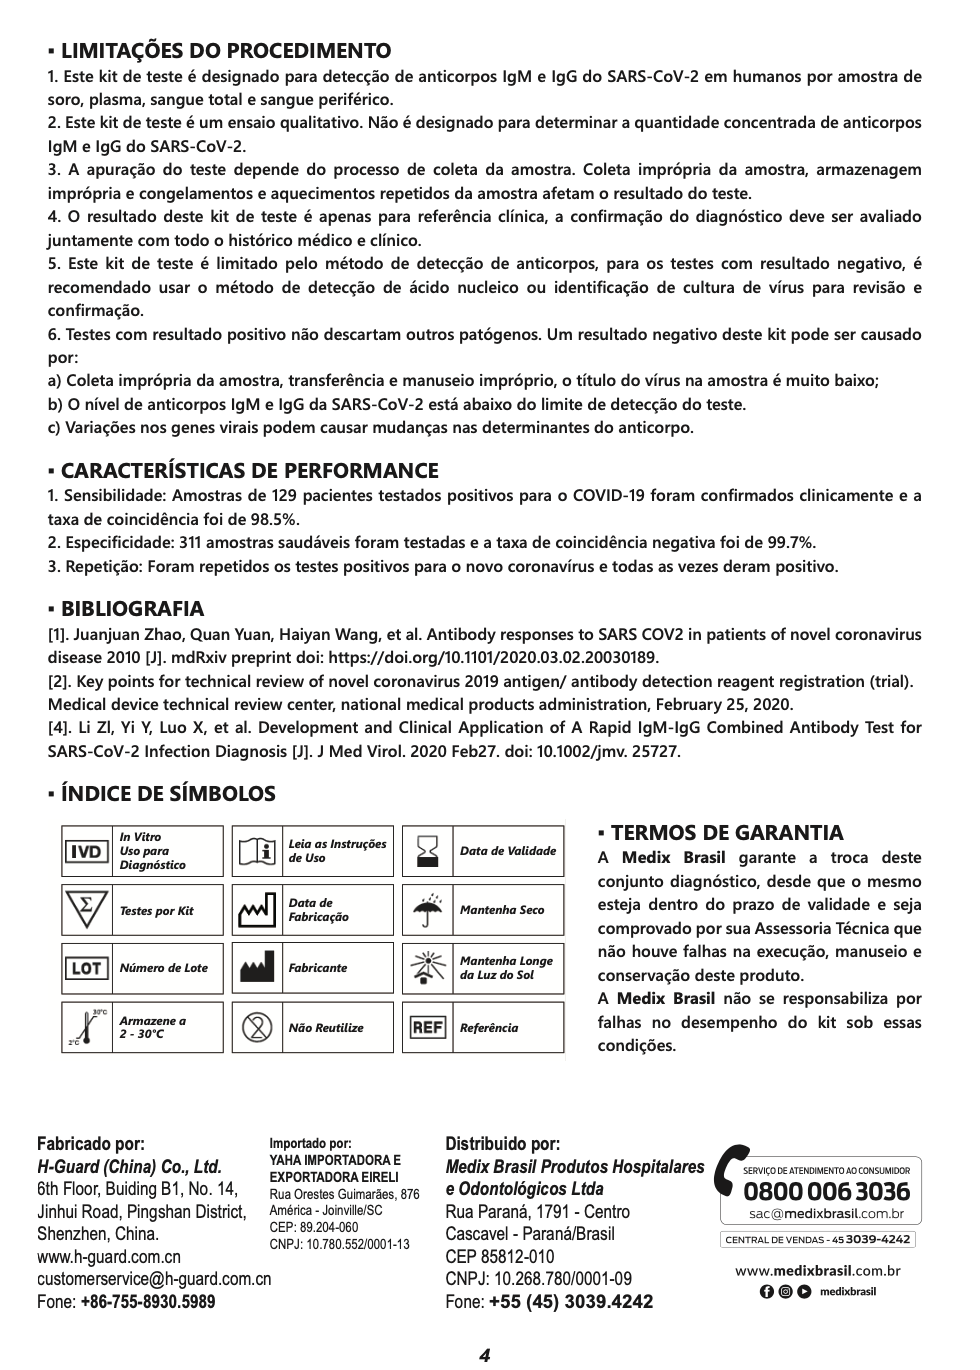 ▪ LIMITAÇÕES DO PROCEDIMENTO
1. Este kit de teste é designado para detecção de anticorpos IgM e IgG do SARS-CoV-2 em humanos por amostra de
soro, plasma, sangue total e sangue periférico.
2. Este kit de teste é um ensaio qualitativo. Não é designado para determinar a quantidade concentrada de anticorpos
IgM e IgG do SARS-CoV-2.
3. A apuração do teste depende do processo de coleta da amostra. Coleta imprópria da amostra, armazenagem
imprópria e congelamentos e aquecimentos repetidos da amostra afetam o resultado do teste.
4. O resultado deste kit de teste é apenas para referência clínica, a confirmação do diagnóstico deve ser avaliado
juntamente com todo o histórico médico e clínico.
5. Este kit de teste é limitado pelo método de detecção de anticorpos, para os testes com resultado negativo, é
recomendado usar o método de detecção de ácido nucleico ou identificação de cultura de vírus para revisão e
confirmação.
6. Testes com resultado positivo não descartam outros patógenos. Um resultado negativo deste kit pode ser causado
por:
a) Coleta imprópria da amostra, transferência e manuseio impróprio, o título do vírus na amostra é muito baixo;
b) O nível de anticorpos IgM e IgG da SARS-CoV-2 está abaixo do limite de detecção do teste.
c) Variações nos genes virais podem causar mudanças nas determinantes do anticorpo.
▪ CARACTERÍSTICAS DE PERFORMANCE
1. Sensibilidade: Amostras de 129 pacientes testados positivos para o COVID-19 foram confirmados clinicamente e a
taxa de coincidência foi de 98.5%.
2. Especificidade: 311 amostras saudáveis foram testadas e a taxa de coincidência negativa foi de 99.7%.
3. Repetição: Foram repetidos os testes positivos para o novo coronavírus e todas as vezes deram positivo.
▪ BIBLIOGRAFIA
[1]. Juanjuan Zhao, Quan Yuan, Haiyan Wang, et al. Antibody responses to SARS COV2 in patients of novel coronavirus
disease 2010 [J]. mdRxiv preprint doi: https://doi.org/10.1101/2020.03.02.20030189.
[2]. Key points for technical review of novel coronavirus 2019 antigen/ antibody detection reagent registration (trial).
Medical device technical review center, national medical products administration, February 25, 2020.
[4]. Li Zl, Yi Y, Luo X, et al. Development and Clinical Application of A Rapid IgM-IgG Combined Antibody Test for
SARS-CoV-2 Infection Diagnosis [J]. J Med Virol. 2020 Feb27. doi: 10.1002/jmv. 25727.
▪ ÍNDICE DE SÍMBOLOS
IVD
In Vitro
Uso para
Diagnóstico
i
Leia as Instruções
de Uso
Data de Validade
Σ
Testes por Kit
Data de
Fabricação
Mantenha Seco
LOT
Número de Lote
Fabricante
Mantenha Longe
da Luz do Sol
30°C
2°C
Armazene a
2 - 30°C
2
Não Reutilize
REF
Referência
▪ TERMOS DE GARANTIA
A Medix Brasil garante a troca deste
conjunto diagnóstico, desde que o mesmo
esteja dentro do prazo de validade e seja
comprovado por sua Assessoria Técnica que
não houve falhas na execução, manuseio e
conservação deste produto.
A Medix Brasil não se responsabiliza por
falhas no desempenho do kit sob essas
condições.
Fabricado por:
H-Guard (China) Co., Ltd.
6th Floor, Buiding B1, No. 14,
Jinhui Road, Pingshan District,
Shenzhen, China.
www.h-guard.com.cn
customerservice@h-guard.com.cn
Fone: +86-755-8930.5989
Importado por:
YAHA IMPORTADORA E
EXPORTADORA EIRELI
Rua Orestes Guimarães, 876
América - Joinville/SC
CEP: 89.204-060
CNPJ: 10.780.552/0001-13
Distribuido por:
Medix Brasil Produtos Hospitalares
e Odontológicos Ltda
Rua Paraná, 1791 - Centro
Cascavel - Paraná/Brasil
CEP 85812-010
CNPJ: 10.268.780/0001-09
Fone: +55 (45) 3039.4242
SERVIÇO DE ATENDIMENTO AO CONSUMIDOR
0800 006 3036
sac@medixbrasil.com.br
CENTRAL DE VENDAS - 45 3039-4242
www.medixbrasil.com.br
medixbrasil
4